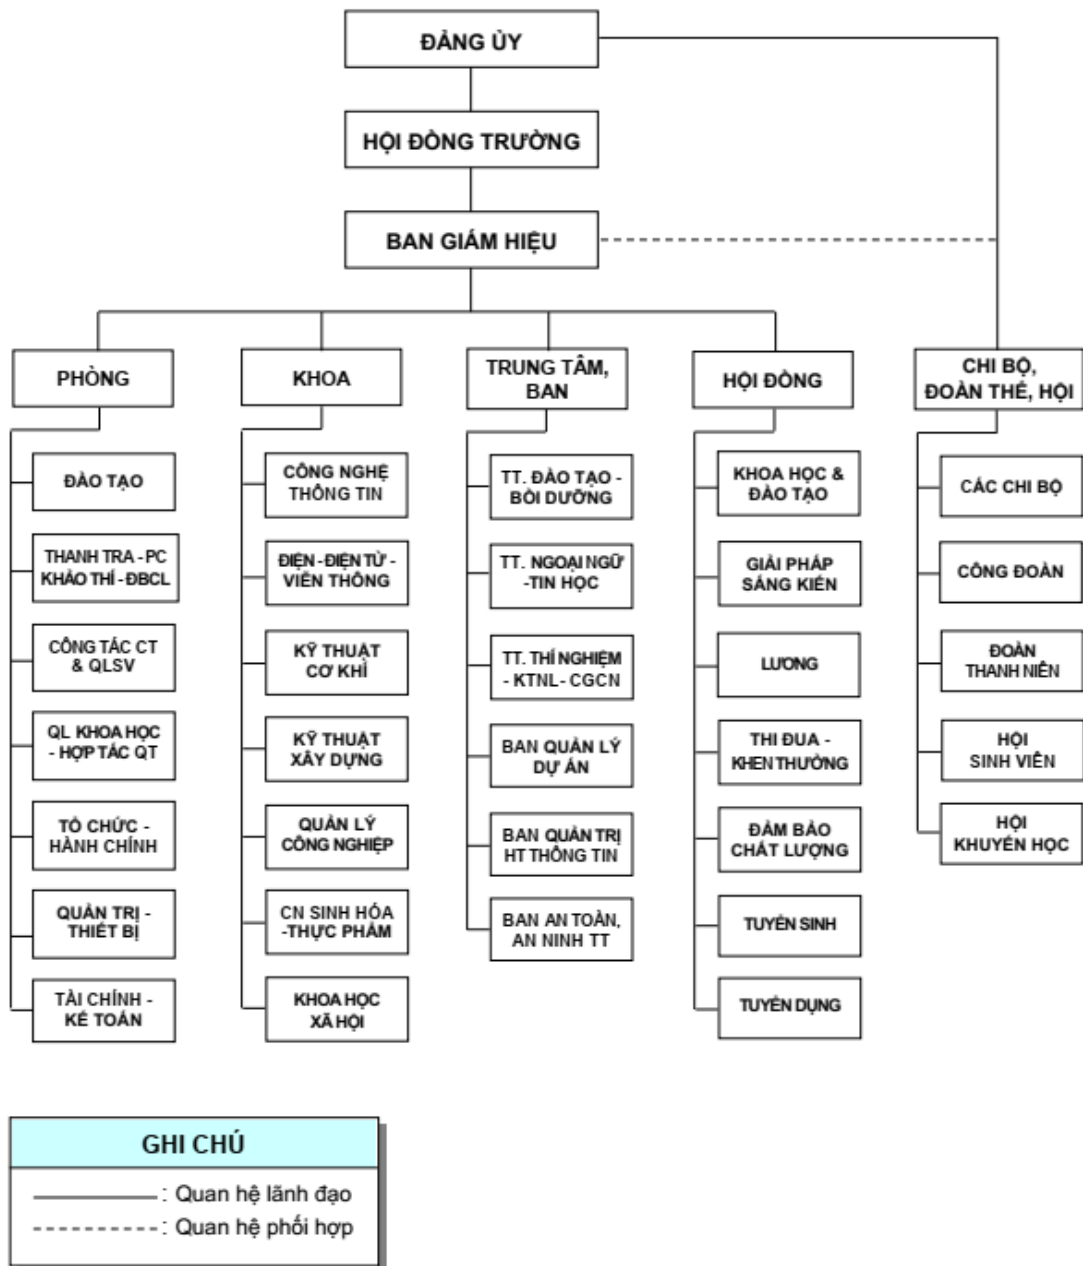 ĐẢNG ỦY
HỘI ĐỒNG TRƯỜNG
BAN GIÁM HIỆU
PHÒNG
ĐÀO TẠO
THANH TRA - PC
KHẢO THÍ - ĐBCL
CÔNG TÁC CT
& QLSV
QL KHOA HỌC
- HỢP TÁC QT
TỔ CHỨC -
HÀNH CHÍNH
QUẢN TRỊ -
THIẾT BỊ
TÀI CHÍNH -
KẾ TOÁN
KHOA
CÔNG NGHỆ
THÔNG TIN
ĐIỆN - ĐIỆN TỬ -
VIỄN THÔNG
KỸ THUẬT
CƠ KHÍ
KỸ THUẬT
XÂY DỰNG
QUẢN LÝ
CÔNG NGHIỆP
CN SINH HÓA
-THỰC PHẨM
KHOA HỌC
XÃ HỘI
TRUNG TÂM,
BAN
TT. ĐÀO TẠO -
BỒI DƯỠNG
TT. NGOẠI NGỮ
-TIN HỌC
TT. THÍ NGHIỆM
- KTNL- CGCN
BAN QUẢN LÝ
DỰ ÁN
BAN QUẢN TRỊ
HT THÔNG TIN
BAN AN TOÀN,
AN NINH TT
HỘI ĐỒNG
KHOA HỌC &
ĐÀO TẠO
GIẢI PHÁP
SÁNG KIẾN
LƯƠNG
THI ĐUA -
KHEN THƯỞNG
ĐẢM BẢO
CHẤT LƯỢNG
TUYỂN SINH
TUYỂN DỤNG
CHI BỘ,
ĐOÀN THỂ, HỘI
CÁC CHI BỘ
CÔNG ĐOÀN
ĐOÀN
THANH NIÊN
HỘI
SINH VIÊN
HỘI
KHUYẾN HỌC
GHI CHÚ
: Quan hệ lãnh đạo
: Quan hệ phối hợp